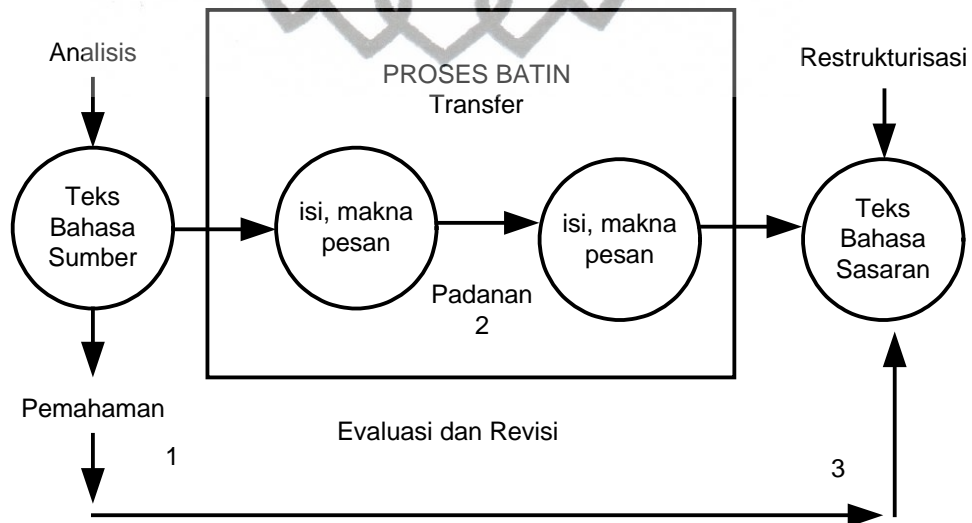 Analisis
PROSES BATIN
Transfer
Restrukturisasi
Teks
Bahasa
Sumber
isi, makna
pesan
Padanan
2
isi, makna
pesan
Teks
Bahasa
Sasaran
Pemahaman
1
Evaluasi dan Revisi
3